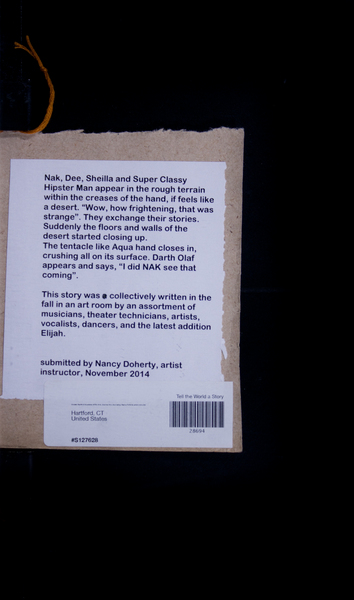 Nak, Dee, Sheilla and Super Classy
Hipster Man appear in the rough terrain
within the creases of the hand, if feels like
a desert. "Wow, how frightening, that was
strange". They exchange their stories.
Suddenly the floors and walls of the
desert started closing up.
The tentacle like Aqua hand closes in,
crushing all on its surface. Darth Olaf
appears and says, "I did NAK see that
coming".
This story was a collectively written in the
fall in an art room by an assortment of
musicians, theater technicians, artists,
vocalists, dancers, and the latest addition
Elijah.
submitted by Nancy Doherty, artist
instructor, November 2014
Tell the World a Story
Hartford, CT
United States
28694
#S127628